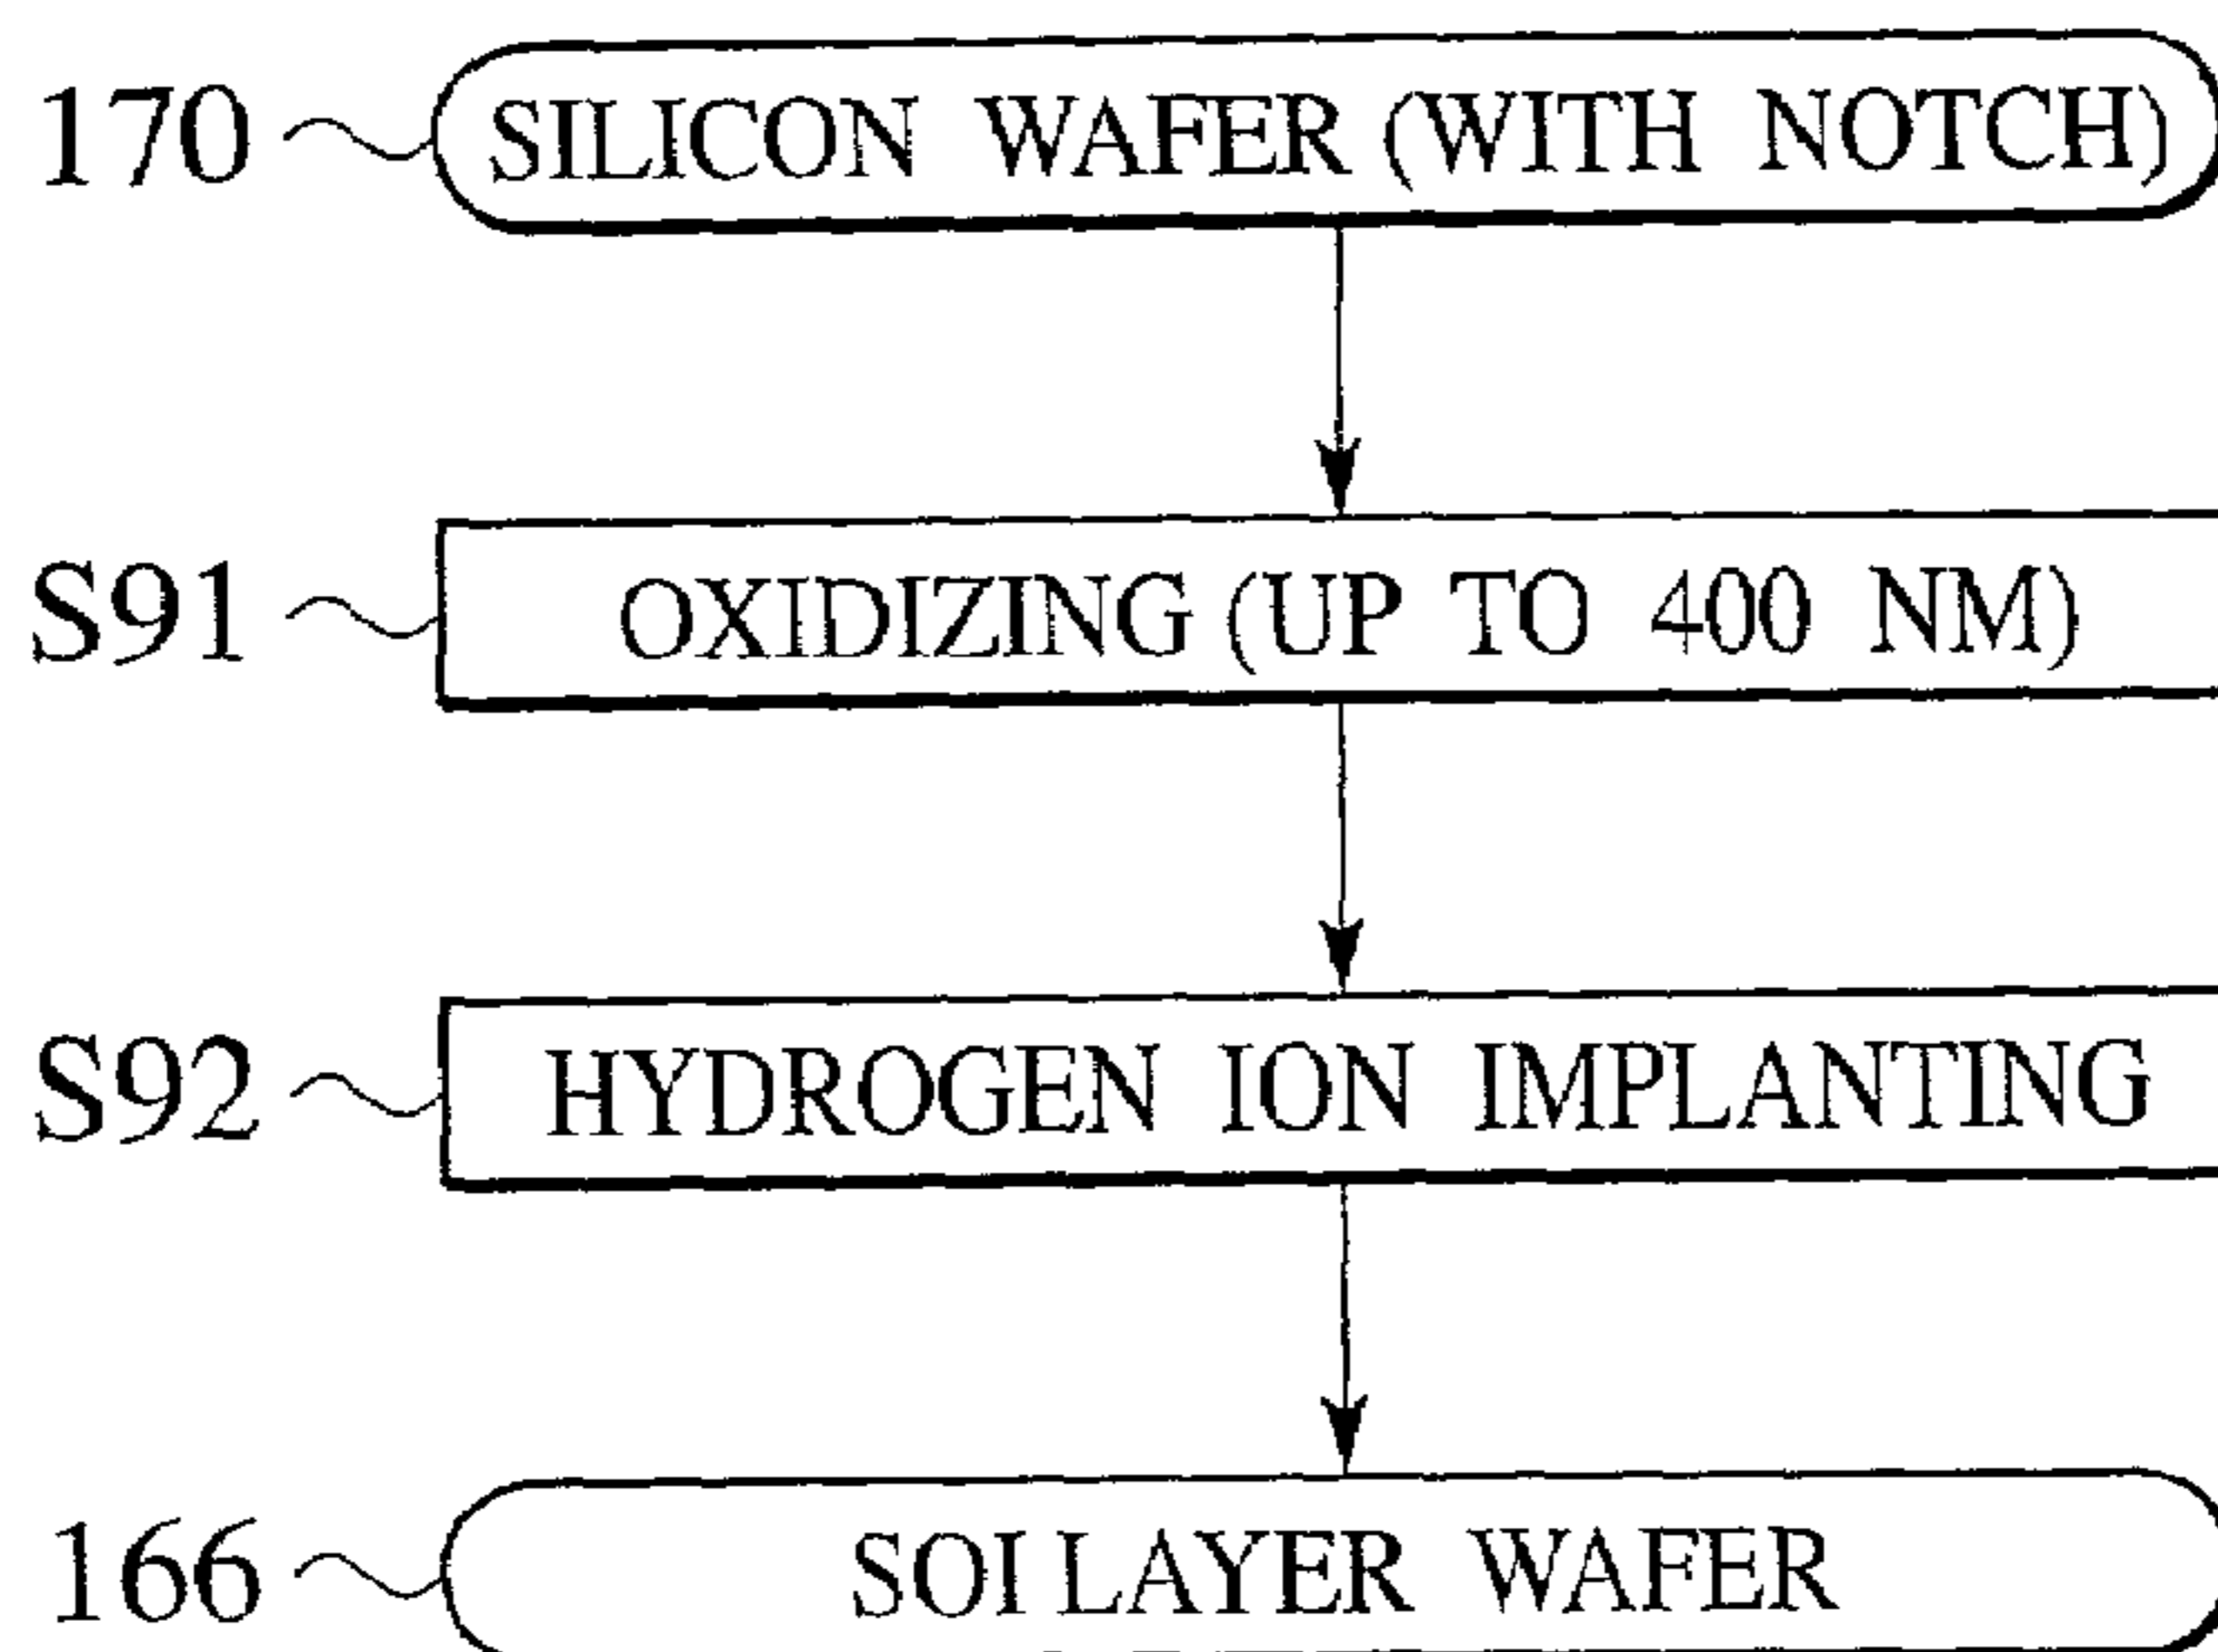 170 SILICON WAFER (WITH NOTCH)
S91 OXIDIZING (UP TO 400 NM)
S92 HYDROGEN ION IMPLANTING
166 SOI LAYER WAFER